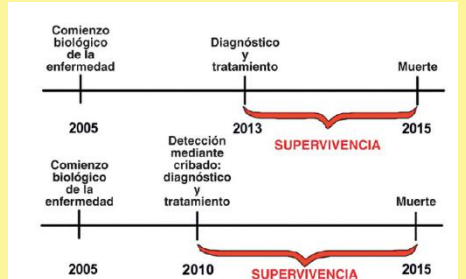 Comienzo
biológico
de la
enfermedad
Diagnóstico
y
tratamiento
Muerte
2005
2013
2015
SUPERVIVENCIA
Comienzo
biológico
de la
enfermedad
Detección
mediante
cribado:
diagnóstico
y
tratamiento
Muerte
2005
2010
2015
SUPERVIVENCIA